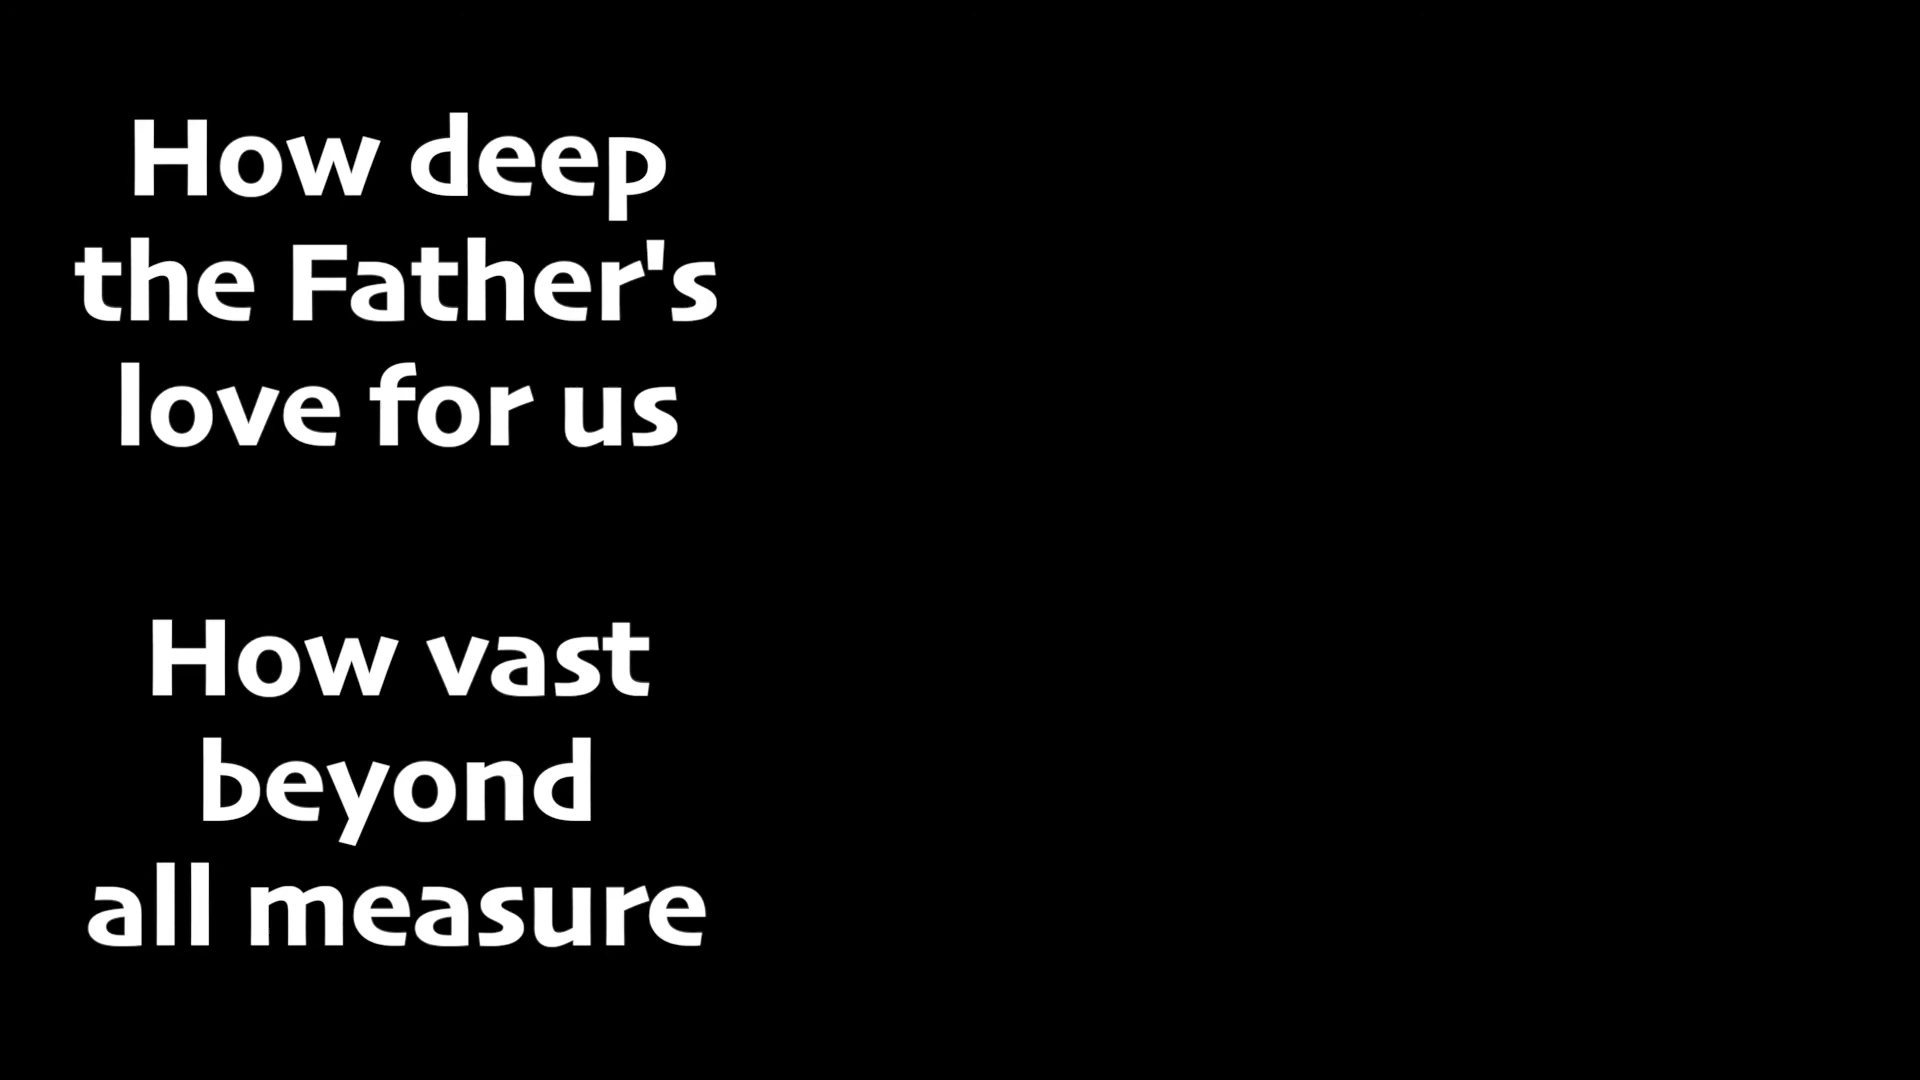 How deep
the Father's
love for us
How vast
beyond
all measure